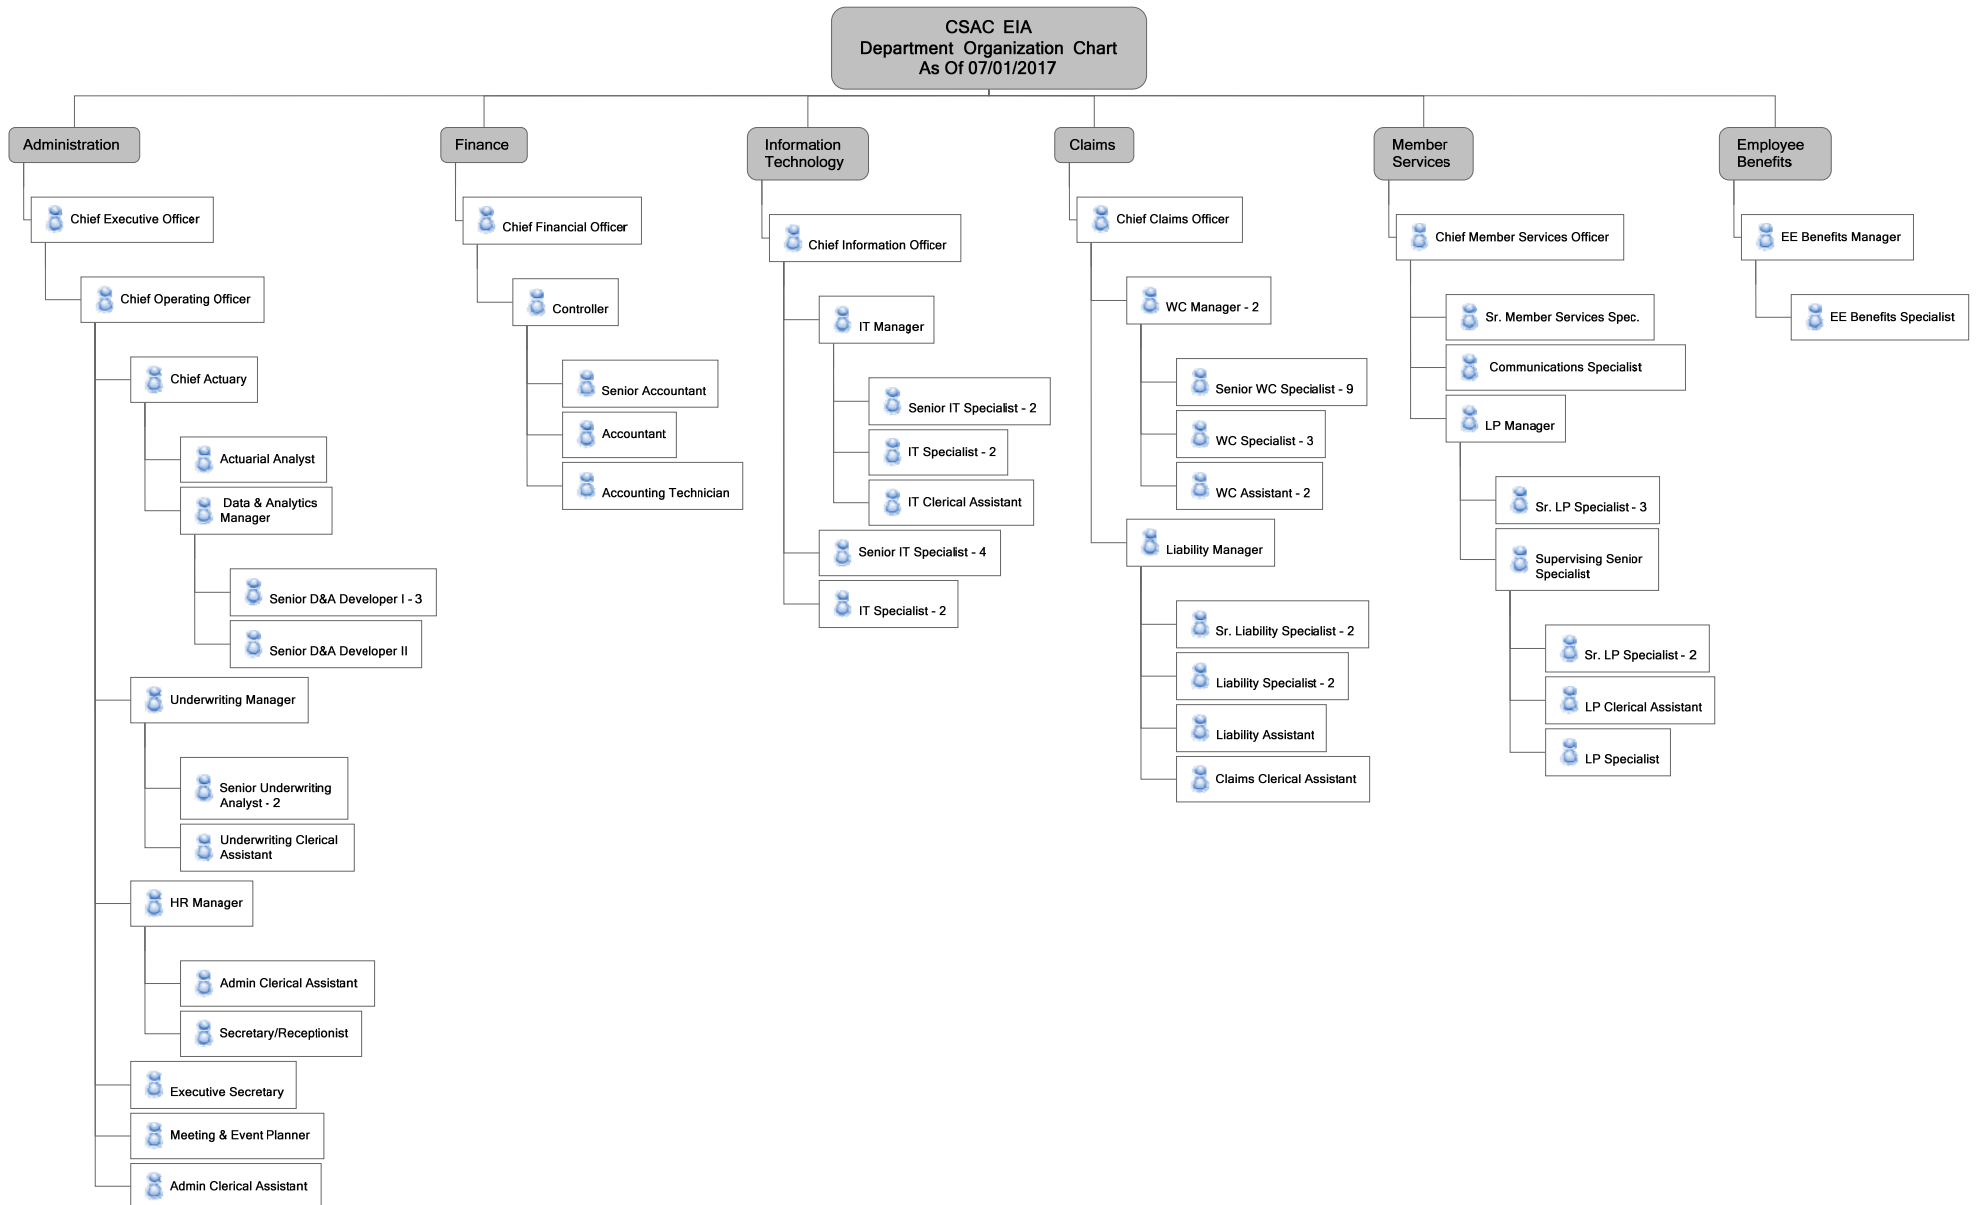 CSAC EIA
Department Organization Chart
As Of 07/01/2017
Administration
Chief Executive Officer
Chief Operating Officer
Chief Actuary
Actuarial Analyst
Data & Analytics
Manager
Senior D&A Developer I - 3
Senior D&A Developer II
Underwriting Manager
Senior Underwriting
Analyst - 2
Underwriting Clerical
Assistant
HR Manager
Admin Clerical Assistant
Secretary/Receptionist
Executive Secretary
Meeting & Event Planner
Admin Clerical Assistant
Finance
Chief Financial Officer
Controller
Senior Accountant
Accountant
Accounting Technician
Information
Technology
Chief Information Officer
IT Manager
Senior IT Specialist - 2
IT Specialist - 2
IT Clerical Assistant
Senior IT Specialist - 4
IT Specialist - 2
Claims
Chief Claims Officer
WC Manager - 2
Senior WC Specialist - 9
WC Specialist - 3
WC Assistant - 2
Liability Manager
Sr. Liability Specialist - 2
Liability Specialist - 2
Liability Assistant
Claims Clerical Assistant
Member
Services
Chief Member Services Officer
Sr. Member Services Spec.
Communications Specialist
LP Manager
Sr. LP Specialist - 3
Supervising Senior
Specialist
Sr. LP Specialist - 2
LP Clerical Assistant
LP Specialist
Employee
Benefits
EE Benefits Manager
EE Benefits Specialist